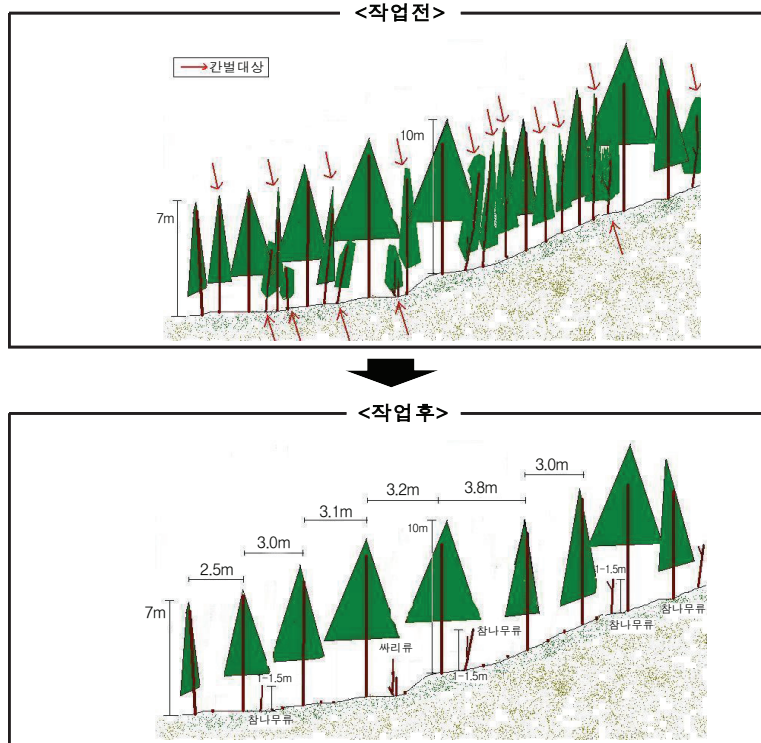 <작업전>
간벌대상
10m
7m
<작업후>
3.0m
3.2m
3.8m
3.1m
10m
3.0m
2.5m
1-1.5m
7m
참나무류
참나무류
참나무류
싸리류
1-1.5m
1-1.5m
참나무류